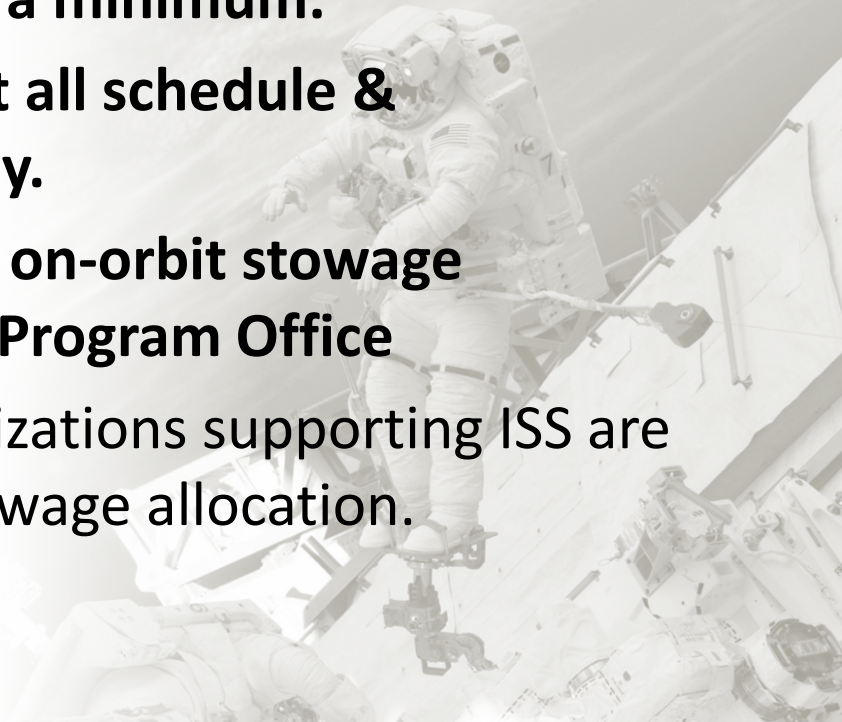 a minimum.
t all schedule &
y.
on-orbit stowage
Program Office
izations supporting ISS are
wage allocation.